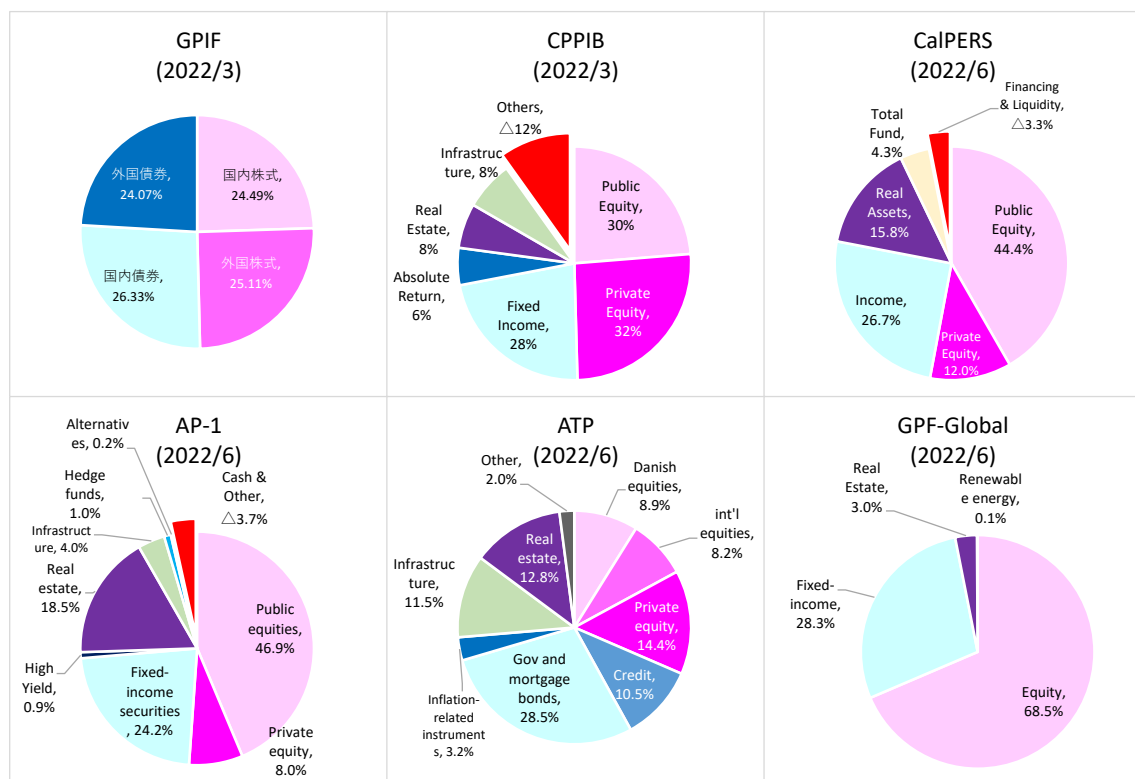 GPIF
(2022/3)
外国債券,
24.07%
国内株式,
24.49%
国内債券,
26.33%
外国株式,
25.11%
CPPIB
(2022/3)
Others,
△12%
Infrastruc
ture, 8%
Real
Estate,
8%
Absolute
Return,
6%
Fixed
Income,
28%
Public
Equity,
30%
Private
Equity,
32%
CalPERS
(2022/6)
Financing
& Liquidity,
△3.3%
Total
Fund,
4.3%
Real
Assets,
15.8%
Income,
26.7%
Public
Equity,
44.4%
Private
Equity,
12.0%
AP-1
(2022/6)
Alternativ
es, 0.2%
Cash &
Other,
△3.7%
Hedge
funds,
1.0%
Infrastruct
ure, 4.0%
Real
estate,
18.5%
High
Yield,
0.9%
Fixed-
income
securities
, 24.2%
Public
equities,
46.9%
Private
equity,
8.0%
ATP
(2022/6)
Other,
2.0%
Danish
equities,
8.9%
int'l
equities,
8.2%
Real
estate,
12.8%
Infrastruc
ture,
11.5%
Private
equity,
14.4%
Credit,
10.5%
Gov and
mortgage
bonds,
28.5%
Inflation-
related
instrument
s, 3.2%
GPF-Global
(2022/6)
Real
Estate,
3.0%
Renewabl
e energy,
0.1%
Fixed-
income,
28.3%
Equity,
68.5%